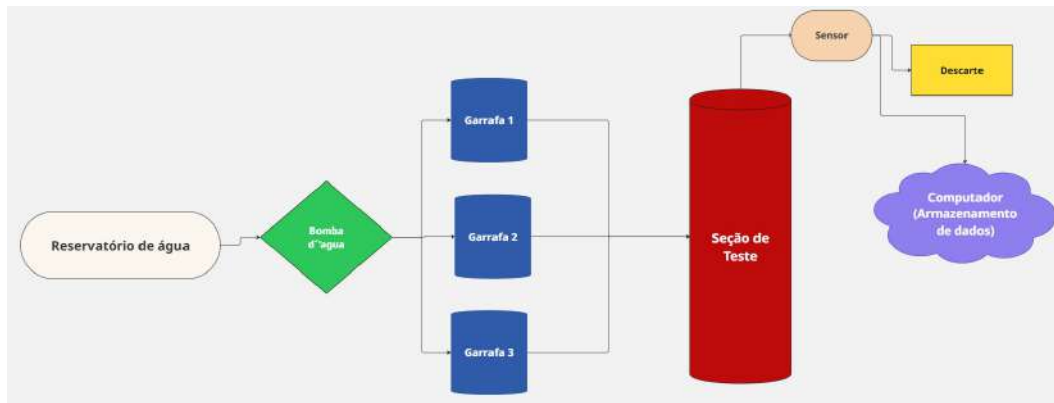 Sensor
Descarte
Garrafa 1
Computador
(Armazenamento
de dados)
Bomba
d´'agua
Reservatório de água
Garrafa 2
Seção de
Teste
Garrafa 3